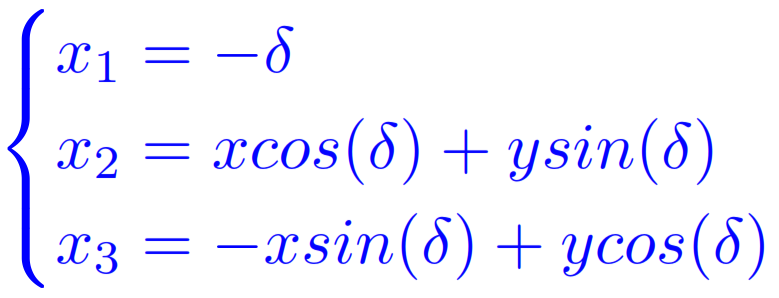 x₁ = −δ
x₂ = xcos(δ) + ysin(δ)
x₃ = −xsin(δ) + ycos(δ)